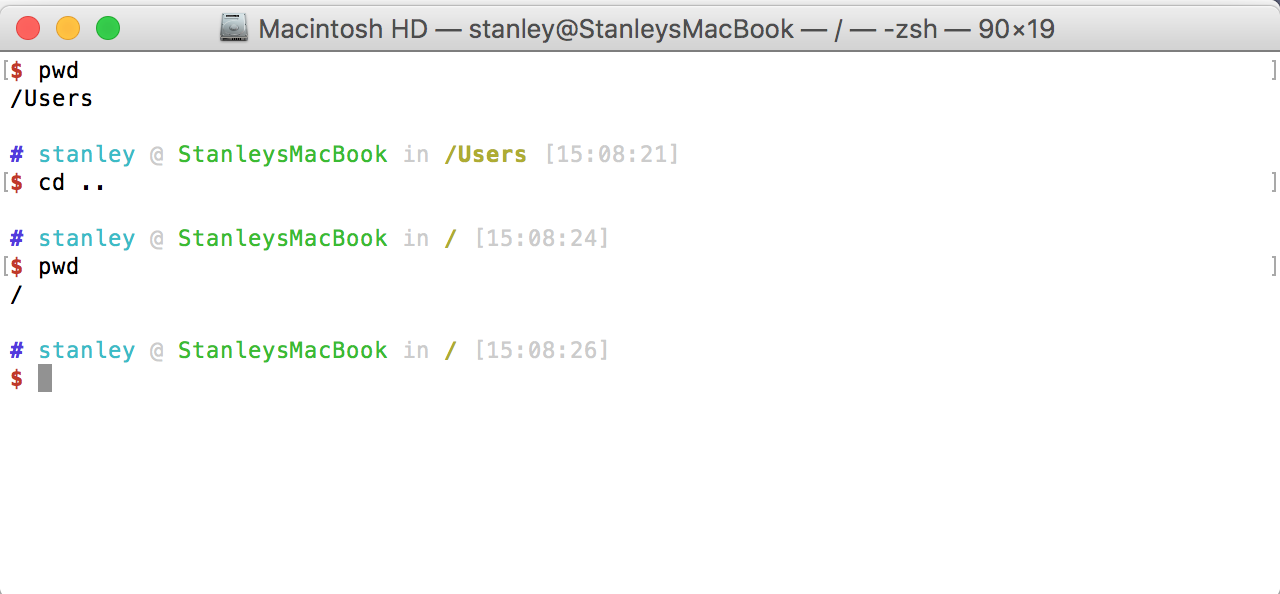 Macintosh HD — stanley@StanleysMacBook — / — -zsh — 90×19
[$ pwd ]
/Users
# stanley @ StanleysMacBook in /Users [15:08:21]
[$ cd .. ]
# stanley @ StanleysMacBook in / [15:08:24]
[$ pwd ]
/
# stanley @ StanleysMacBook in / [15:08:26]
$